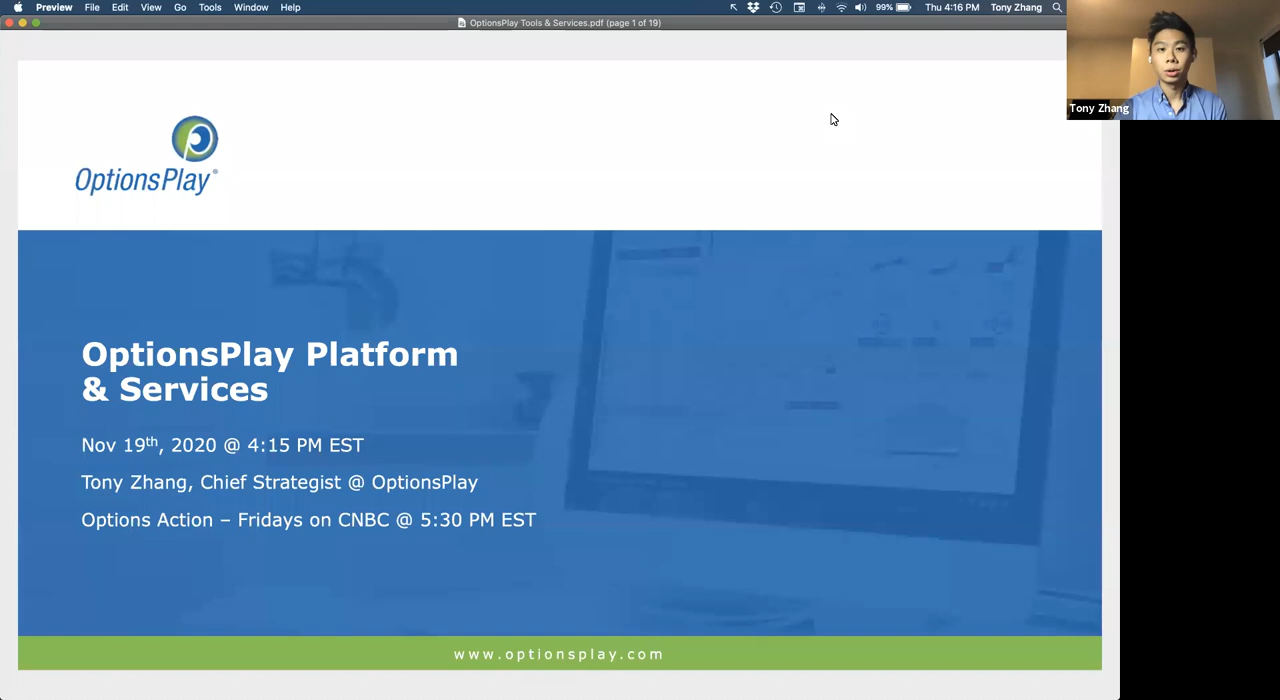 Preview File Edit View Go Tools Window Help
99% Thu 4:16 PM Tony Zhang
OptionsPlay Tools & Services.pdf (page 1 of 19)
Tony Zhang
OptionsPlay®
OptionsPlay Platform
& Services
Nov 19th, 2020 @ 4:15 PM EST
Tony Zhang, Chief Strategist @ OptionsPlay
Options Action – Fridays on CNBC @ 5:30 PM EST
www.optionsplay.com